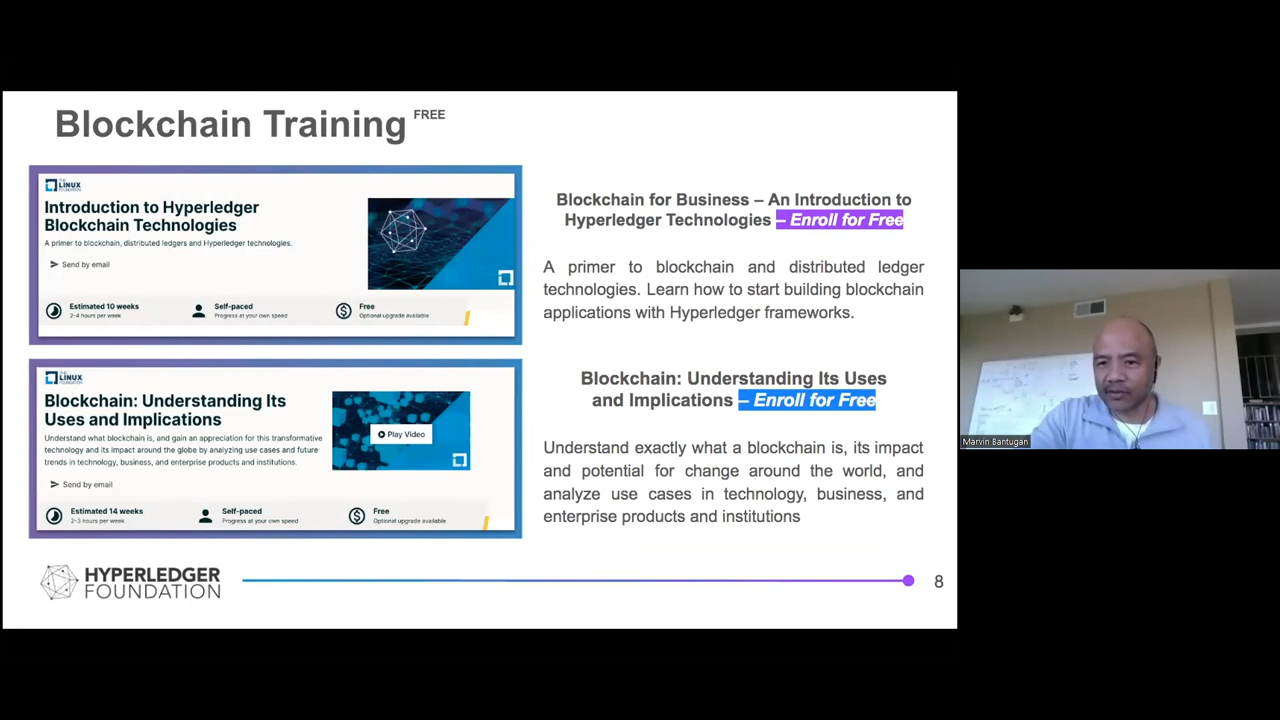 Blockchain Training FREE
THE
LINUX
FOUNDATION
Introduction to Hyperledger
Blockchain Technologies
A primer to blockchain, distributed ledgers and Hyperledger technologies.
Send by email
Estimated 10 weeks
2-4 hours per week
Self-paced
Progress at your own speed
Free
Optional upgrade available
THE
LINUX
FOUNDATION
Blockchain: Understanding Its
Uses and Implications
Understand what blockchain is, and gain an appreciation for this transformative
technology and its impact around the globe by analyzing use cases and future
trends in technology, business, and enterprise products and institutions.
Play Video
Send by email
Estimated 14 weeks
2-3 hours per week
Self-paced
Progress at your own speed
Free
Optional upgrade available
Blockchain for Business – An Introduction to
Hyperledger Technologies – Enroll for Free
A primer to blockchain and distributed ledger
technologies. Learn how to start building blockchain
applications with Hyperledger frameworks.
Blockchain: Understanding Its Uses
and Implications – Enroll for Free
Understand exactly what a blockchain is, its impact
and potential for change around the world, and
analyze use cases in technology, business, and
enterprise products and institutions
HYPERLEDGER
FOUNDATION
8
Marvin Bantugan